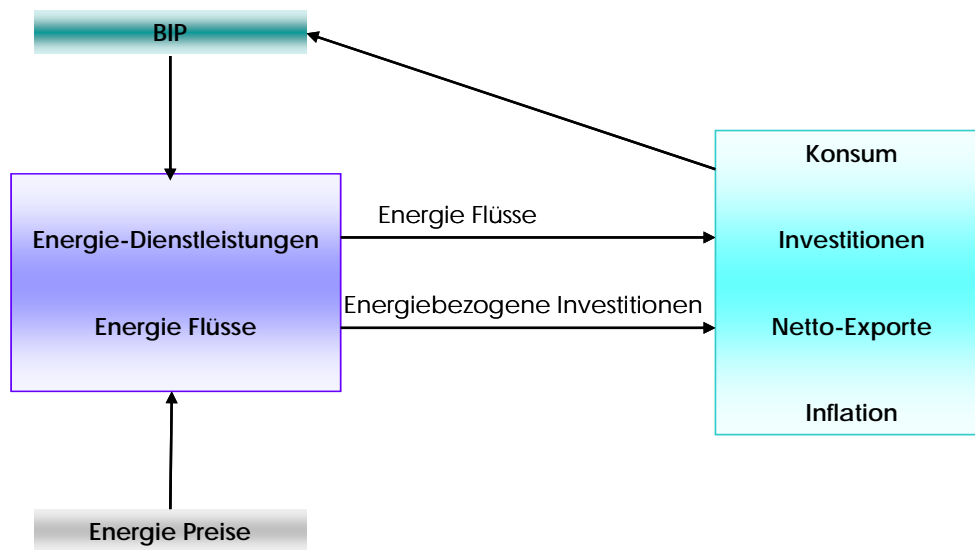 BIP
Konsum
Energie Flüsse
Energie-Dienstleistungen
Investitionen
Energiebezogene Investitionen
Energie Flüsse
Netto-Exporte
Inflation
Energie Preise